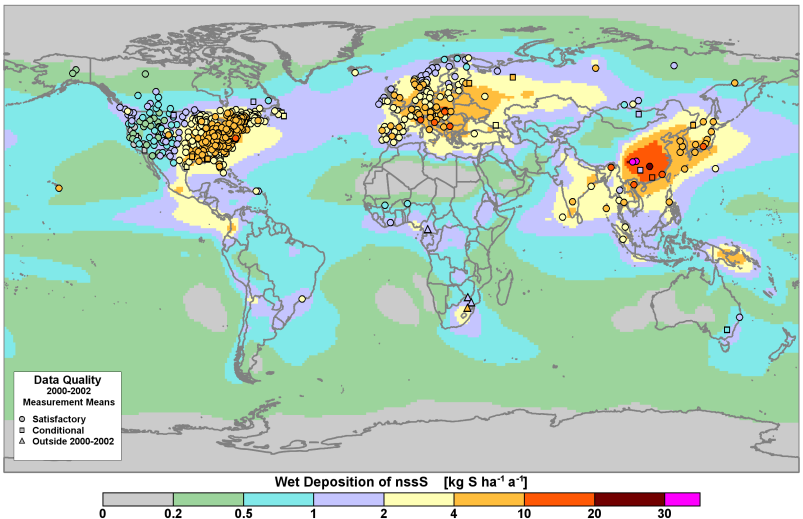 Data Quality
2000-2002
Measurement Means
Satisfactory
Conditional
Outside 2000-2002
Wet Deposition of nssS [kg S ha⁻¹ a⁻¹]
0 0.2 0.5 1 2 4 10 20 30